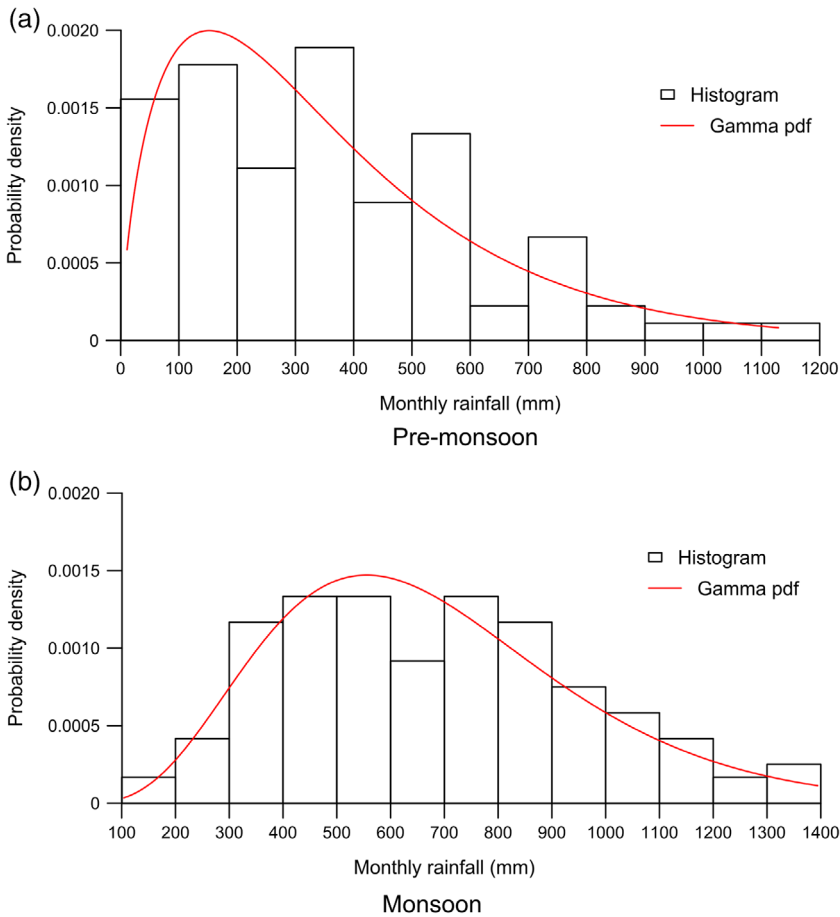 (a)
0.0020
0.0015
0.0010
0.0005
0
Probability density
Histogram
Gamma pdf
0 100 200 300 400 500 600 700 800 900 1000 1100 1200
Monthly rainfall (mm)
Pre-monsoon
(b)
0.0020
0.0015
0.0010
0.0005
0
Probability density
Histogram
Gamma pdf
100 200 300 400 500 600 700 800 900 1000 1100 1200 1300 1400
Monthly rainfall (mm)
Monsoon